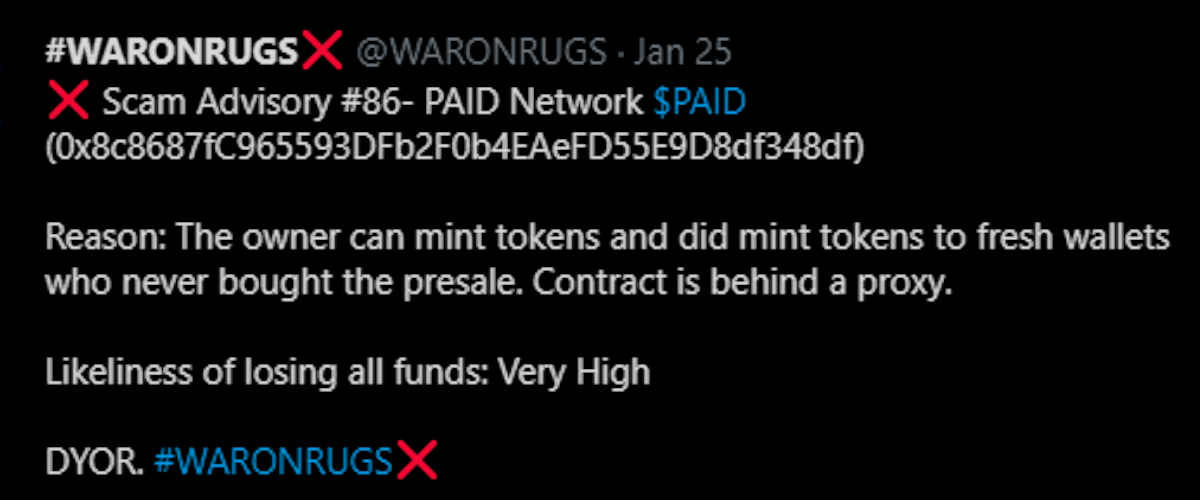 #WARONRUGS❌ @WARONRUGS · Jan 25
❌ Scam Advisory #86- PAID Network $PAID
(0x8c8687fC965593DFb2F0b4EAeFD55E9D8df348df)
Reason: The owner can mint tokens and did mint tokens to fresh wallets
who never bought the presale. Contract is behind a proxy.
Likeliness of losing all funds: Very High
DYOR. #WARONRUGS❌